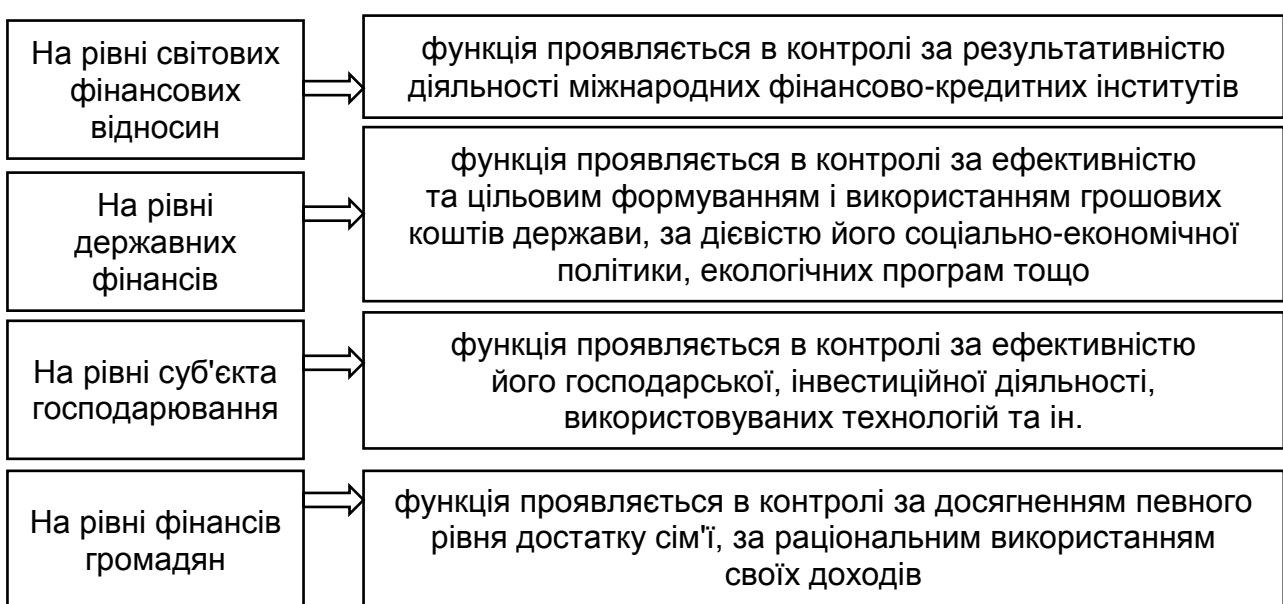 На рівні світових
фінансових
відносин
функція проявляється в контролі за результативністю
діяльності міжнародних фінансово-кредитних інститутів
На рівні
державних
фінансів
функція проявляється в контролі за ефективністю
та цільовим формуванням і використанням грошових
коштів держави, за дієвістю його соціально-економічної
політики, екологічних програм тощо
На рівні суб'єкта
господарювання
функція проявляється в контролі за ефективністю
його господарської, інвестиційної діяльності,
використовуваних технологій та ін.
На рівні фінансів
громадян
функція проявляється в контролі за досягненням певного
рівня достатку сім'ї, за раціональним використанням
своїх доходів